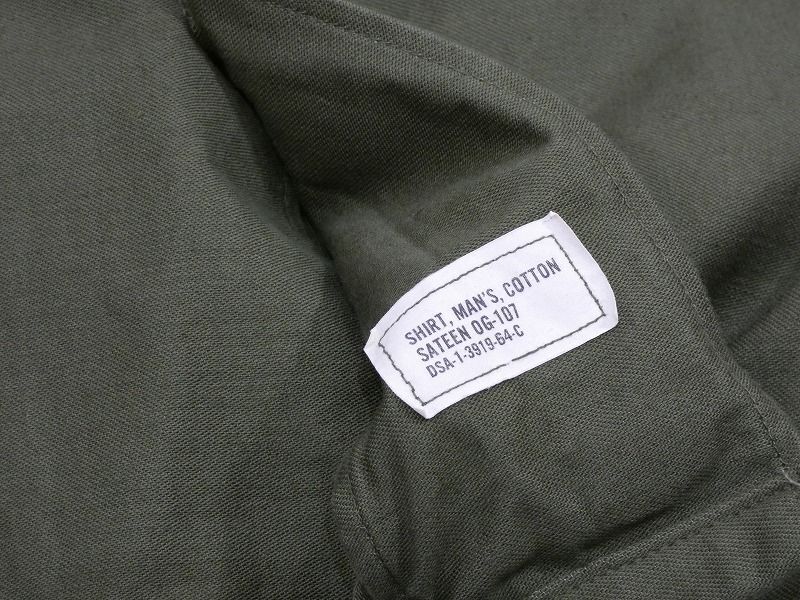 SHIRT, MAN'S, COTTON
SATEEN OG-107
DSA-1-3919-64-C